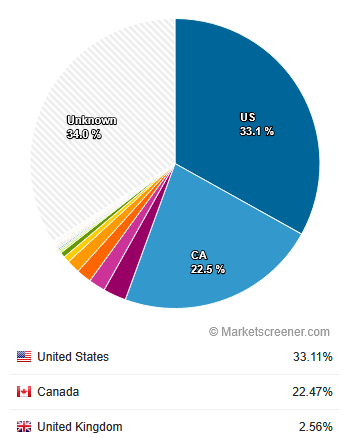 Unknown
34.0 %
US
33.1 %
CA
22.5 %
© Marketscreener.com
United States 33.11%
Canada 22.47%
United Kingdom 2.56%